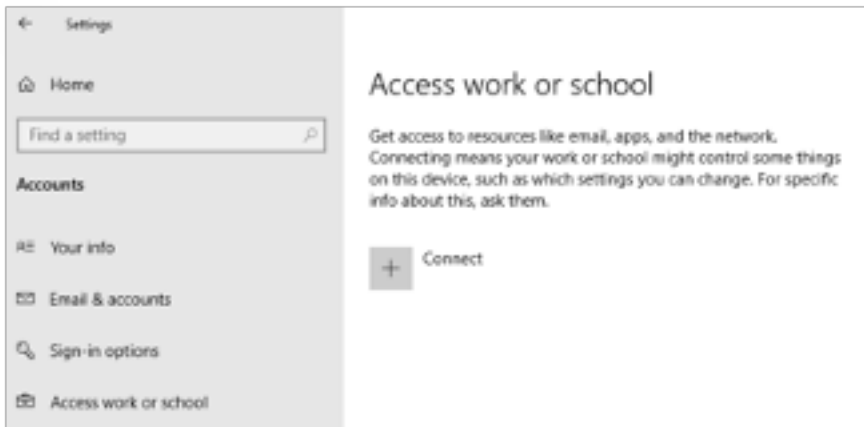 Settings
Home
Find a setting
Accounts
Your info
Email & accounts
Sign-in options
Access work or school
Access work or school
Get access to resources like email, apps, and the network.
Connecting means your work or school might control some things
on this device, such as which settings you can change. For specific
info about this, ask them.
Connect